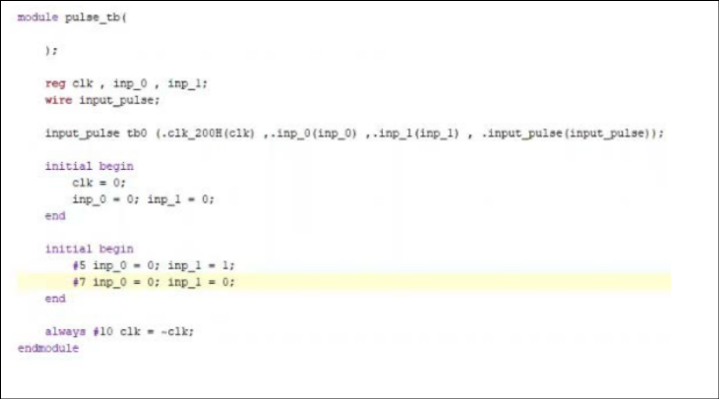 module pulse_tb(
);
reg clk , inp_0 , inp_1;
wire input_pulse;
input_pulse tb0 (.clk_200H(clk) ,.inp_0(inp_0) ,.inp_1(inp_1) , .input_pulse(input_pulse));
initial begin
clk = 0;
inp_0 = 0; inp_1 = 0;
end
initial begin
#5 inp_0 = 0; inp_1 = 1;
#7 inp_0 = 0; inp_1 = 0;
end
always #10 clk = ~clk;
endmodule